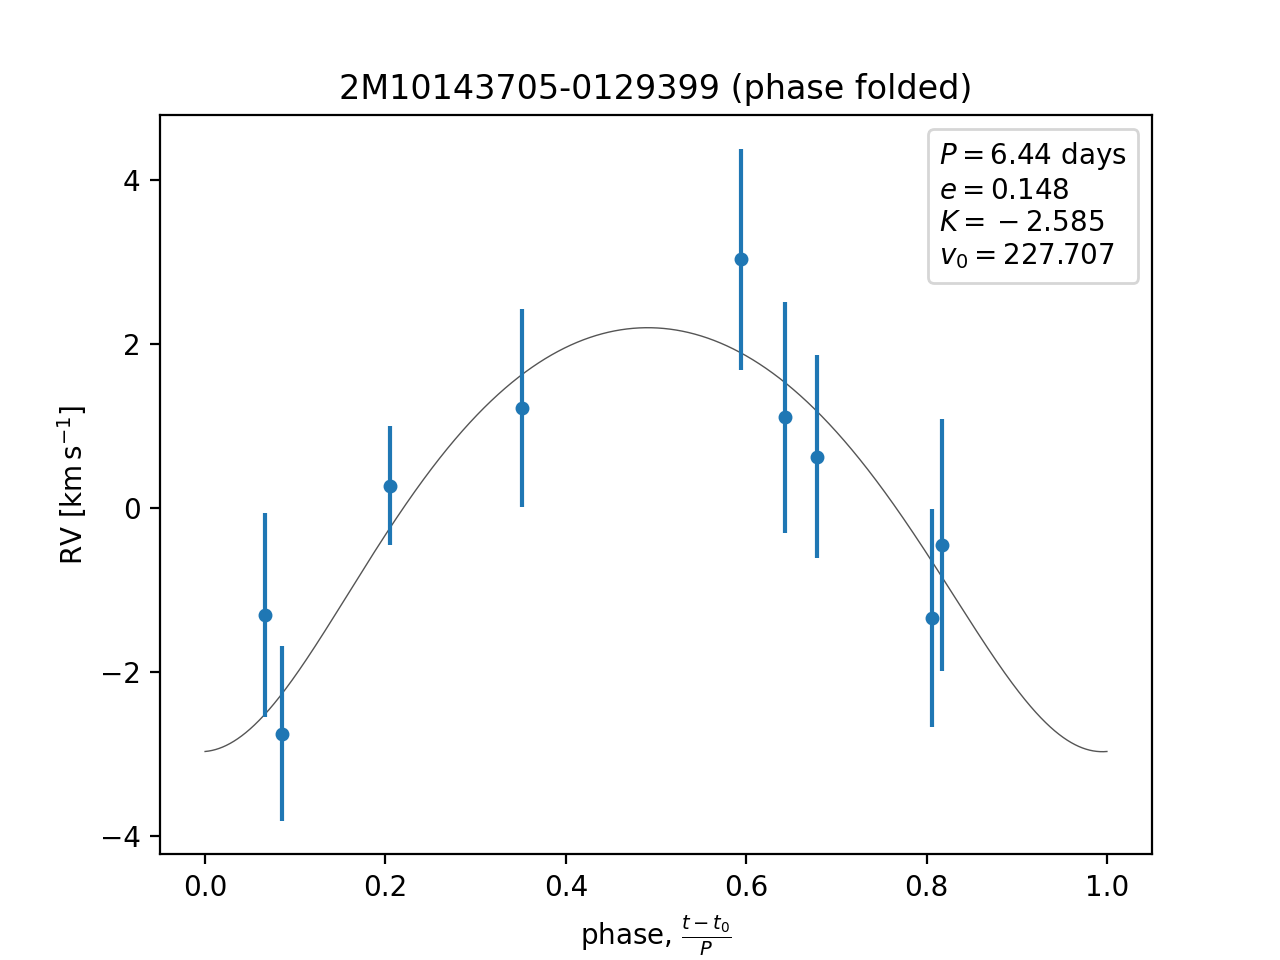 2M10143705-0129399 (phase folded)
P = 6.44 days
e = 0.148
K = −2.585
v₀ = 227.707
RV [km s⁻¹]
4
2
0
−2
−4
0.0 0.2 0.4 0.6 0.8 1.0
phase, (t − t₀)/P